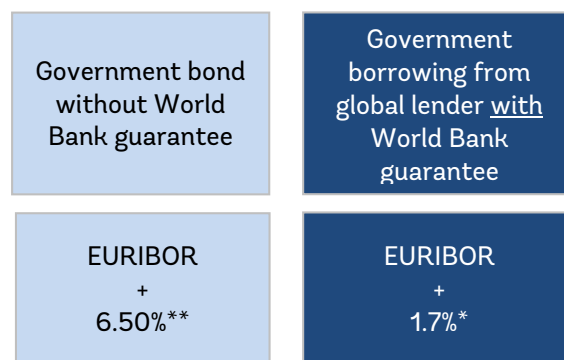 Government bond
without World
Bank guarantee
Government
borrowing from
global lender with
World Bank
guarantee
EURIBOR
+
6.50%**
EURIBOR
+
1.7%*